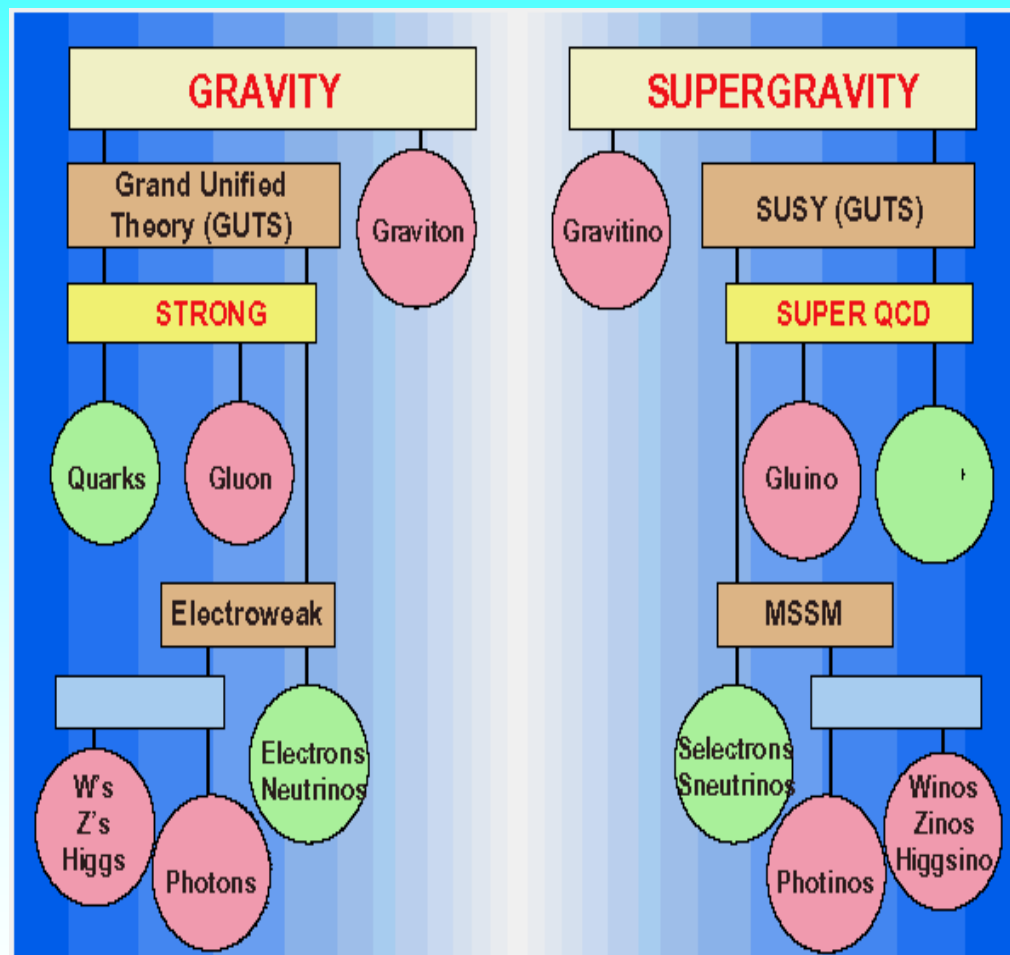 GRAVITY
SUPERGRAVITY
Grand Unified
Theory (GUTS)
Graviton
Gravitino
SUSY (GUTS)
STRONG
SUPER QCD
Quarks
Gluon
Gluino
Electroweak
MSSM
W's
Z's
Higgs
Photons
Electrons
Neutrinos
Selectrons
Sneutrinos
Photinos
Winos
Zinos
Higgsino